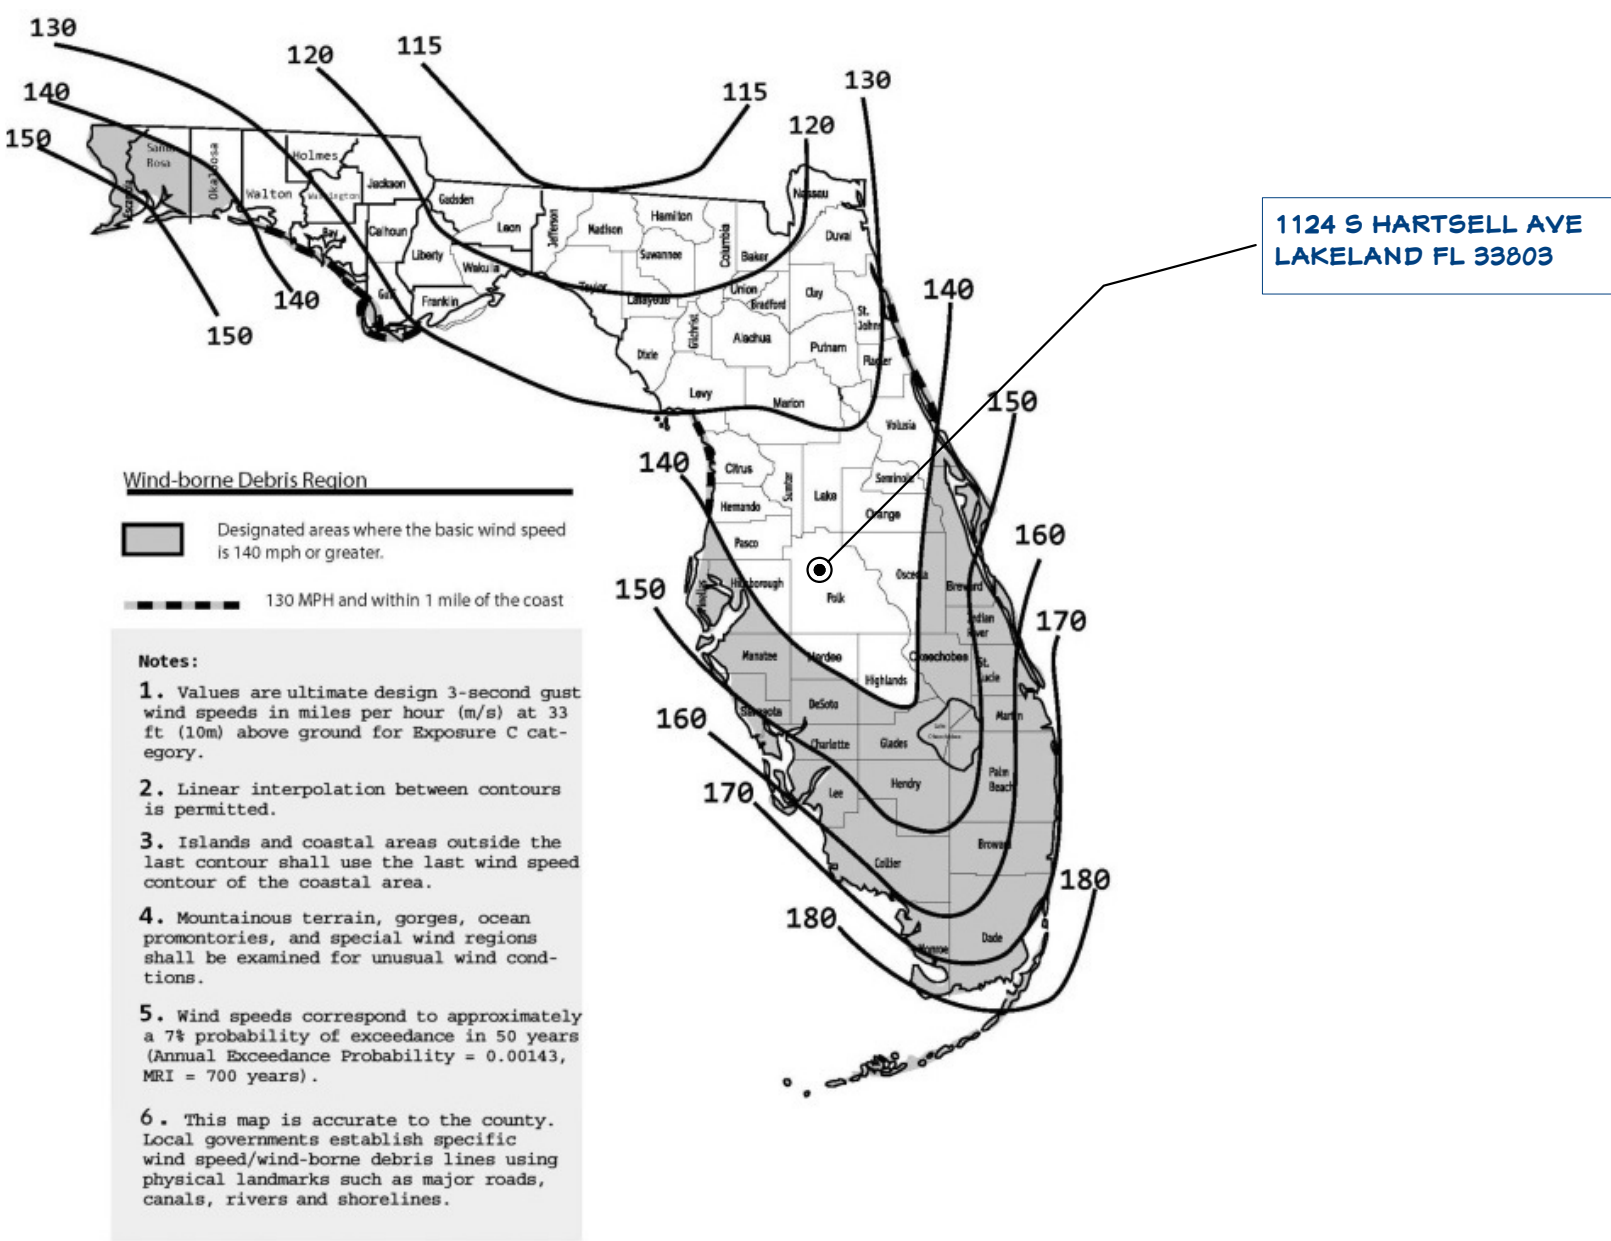 130
120
115
130
140
115
120
150
1124 S HARTSELL AVE
LAKELAND FL 33803
Santa
Rosa
Okaloosa
Holmes
Walton
Washington
Jackson
Gadsden
Nassau
Escambia
Bay
Calhoun
Leon
Jefferson
Madison
Hamilton
Columbia
Baker
Duval
Liberty
Wakulla
Suwannee
140
Gulf
Franklin
Taylor
Lafayette
Union
Bradford
Clay
St.
Johns
140
150
Dixie
Gilchrist
Alachua
Putnam
Flagler
Levy
Marion
150
Volusia
140
Citrus
Sumter
Lake
Seminole
Hernando
Orange
160
Pasco
150
Pinellas
Hillsborough
Polk
Osceola
Brevard
Indian
River
170
Manatee
Hardee
Highlands
Okeechobee
St.
Lucie
160
Sarasota
DeSoto
Martin
Charlotte
Glades
170
Lee
Hendry
Palm
Beach
Collier
Broward
180
180
Monroe
Dade
Wind-borne Debris Region
Designated areas where the basic wind speed
is 140 mph or greater.
130 MPH and within 1 mile of the coast
Notes:
1. Values are ultimate design 3-second gust
wind speeds in miles per hour (m/s) at 33
ft (10m) above ground for Exposure C cat-
egory.
2. Linear interpolation between contours
is permitted.
3. Islands and coastal areas outside the
last contour shall use the last wind speed
contour of the coastal area.
4. Mountainous terrain, gorges, ocean
promontories, and special wind regions
shall be examined for unusual wind cond-
tions.
5. Wind speeds correspond to approximately
a 7% probability of exceedance in 50 years
(Annual Exceedance Probability = 0.00143,
MRI = 700 years).
6. This map is accurate to the county.
Local governments establish specific
wind speed/wind-borne debris lines using
physical landmarks such as major roads,
canals, rivers and shorelines.